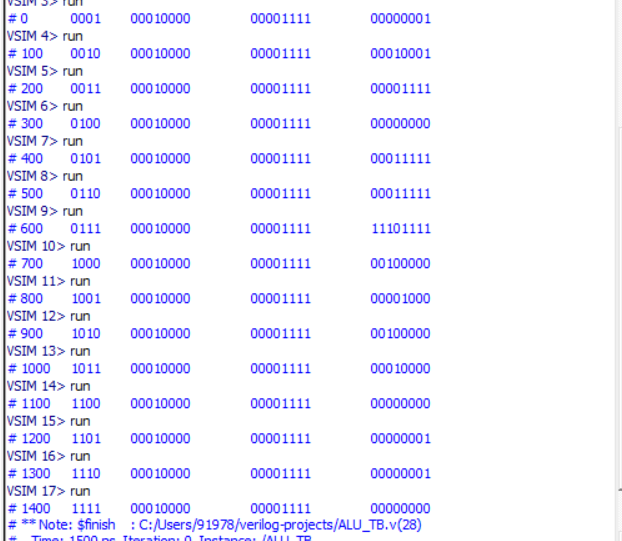 VSIM 3> run
# 0 0001 00010000 00001111 00000001
VSIM 4> run
# 100 0010 00010000 00001111 00010001
VSIM 5> run
# 200 0011 00010000 00001111 00001111
VSIM 6> run
# 300 0100 00010000 00001111 00000000
VSIM 7> run
# 400 0101 00010000 00001111 00011111
VSIM 8> run
# 500 0110 00010000 00001111 00011111
VSIM 9> run
# 600 0111 00010000 00001111 11101111
VSIM 10> run
# 700 1000 00010000 00001111 00100000
VSIM 11> run
# 800 1001 00010000 00001111 00001000
VSIM 12> run
# 900 1010 00010000 00001111 00100000
VSIM 13> run
# 1000 1011 00010000 00001111 00010000
VSIM 14> run
# 1100 1100 00010000 00001111 00000000
VSIM 15> run
# 1200 1101 00010000 00001111 00000001
VSIM 16> run
# 1300 1110 00010000 00001111 00000001
VSIM 17> run
# 1400 1111 00010000 00001111 00000000
# ** Note: $finish : C:/Users/91978/verilog-projects/ALU_TB.v(28)
# Time: 1500 ps Iteration: 0 Instance: /ALU_TB